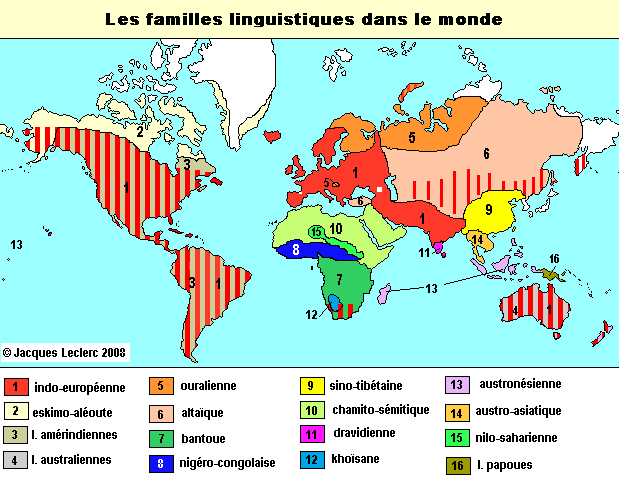 Les familles linguistiques dans le monde
2
5
6
3
1
5
1
6
9
1
10
15
14
8
13
11
16
7
3
1
13
12
4
1
© Jacques Leclerc 2008
1 indo-européenne
2 eskimo-aléoute
3 l. amérindiennes
4 l. australiennes
5 ouralienne
6 altaïque
7 bantoue
8 nigéro-congolaise
9 sino-tibétaine
10 chamito-sémitique
11 dravidienne
12 khoïsane
13 austronésienne
14 austro-asiatique
15 nilo-saharienne
16 l. papoues